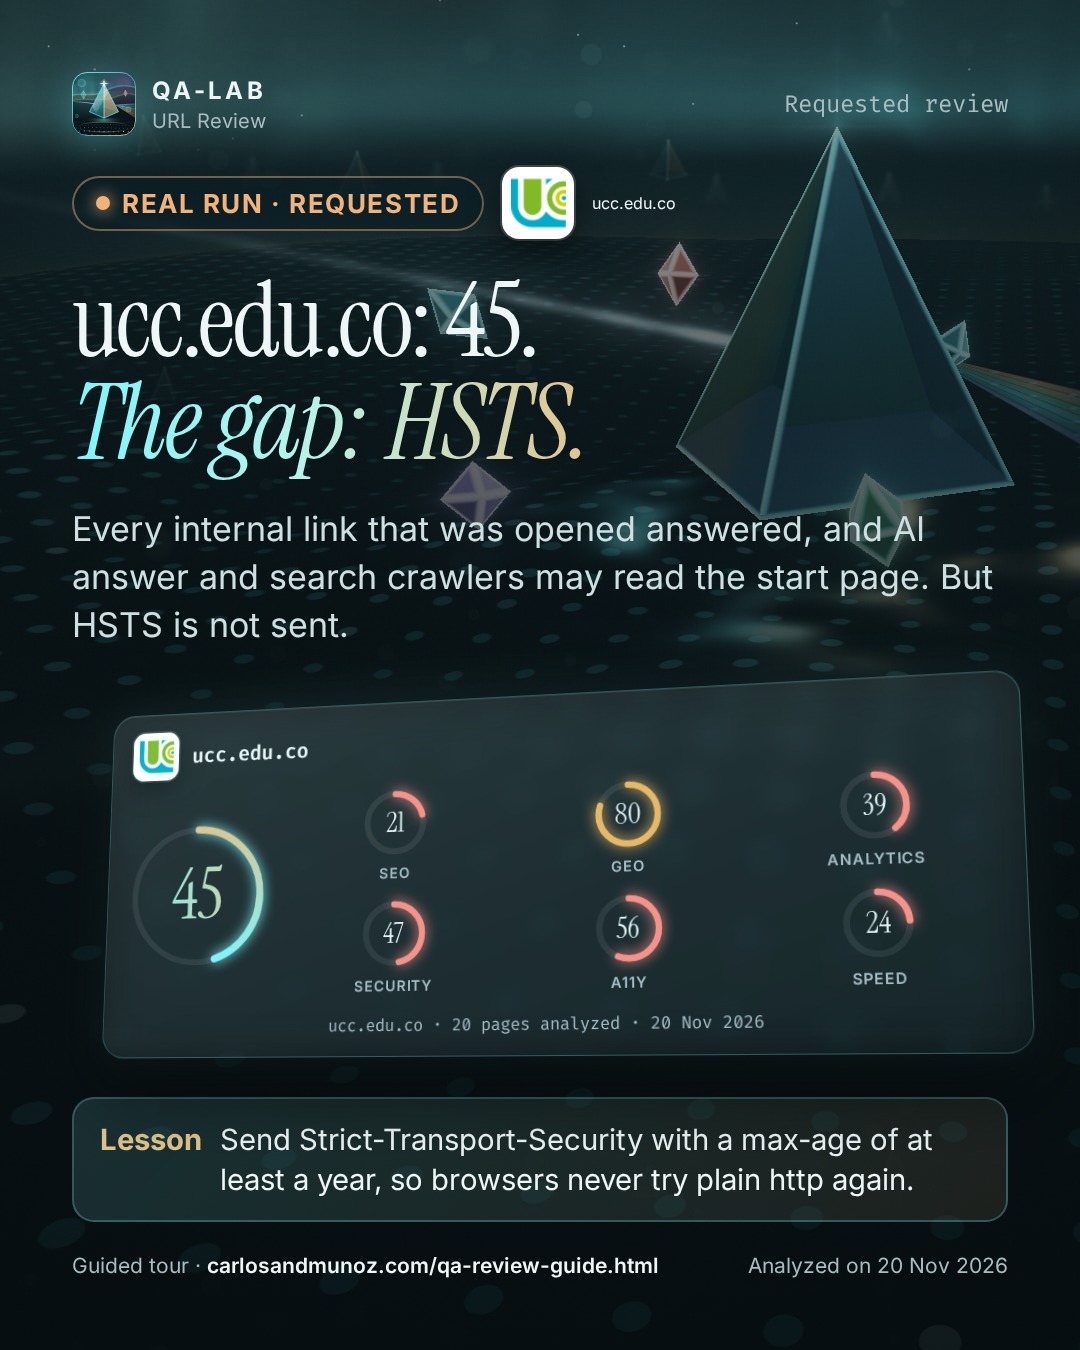 QA-LAB
URL Review
Requested review
REAL RUN · REQUESTED
UC
ucc.edu.co
ucc.edu.co: 45.
The gap: HSTS.
Every internal link that was opened answered, and AI
answer and search crawlers may read the start page. But
HSTS is not sent.
UC
ucc.edu.co
45
21
SEO
80
GEO
39
ANALYTICS
47
SECURITY
56
A11Y
24
SPEED
ucc.edu.co · 20 pages analyzed · 20 Nov 2026
Lesson Send Strict-Transport-Security with a max-age of at
least a year, so browsers never try plain http again.
Guided tour · carlosandmunoz.com/qa-review-guide.html
Analyzed on 20 Nov 2026